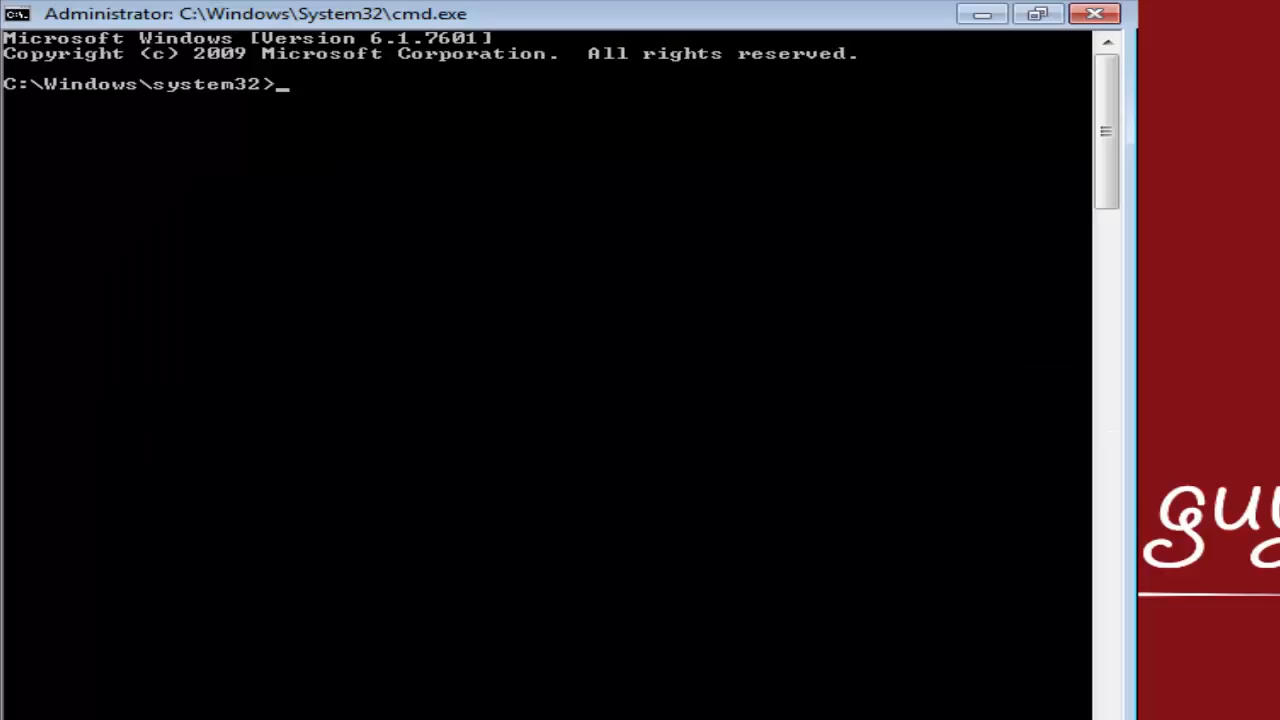 Administrator: C:\Windows\System32\cmd.exe
Microsoft Windows [Version 6.1.7601]
Copyright (c) 2009 Microsoft Corporation.  All rights reserved.
C:\Windows\system32>_